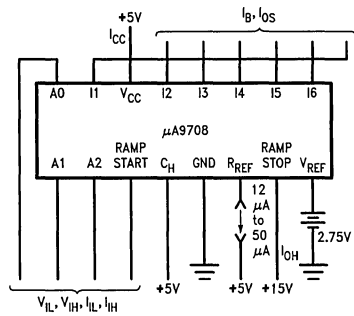 +5V
I_CC
I_B, I_OS
A0 I1 V_CC I2 I3 I4 I5 I6
μA9708
RAMP RAMP
A1 A2 START C_H GND R_REF STOP V_REF
12
μA
to
50
μA
I_OH
2.75V
+5V +5V +15V
V_IL, V_IH, I_IL, I_IH